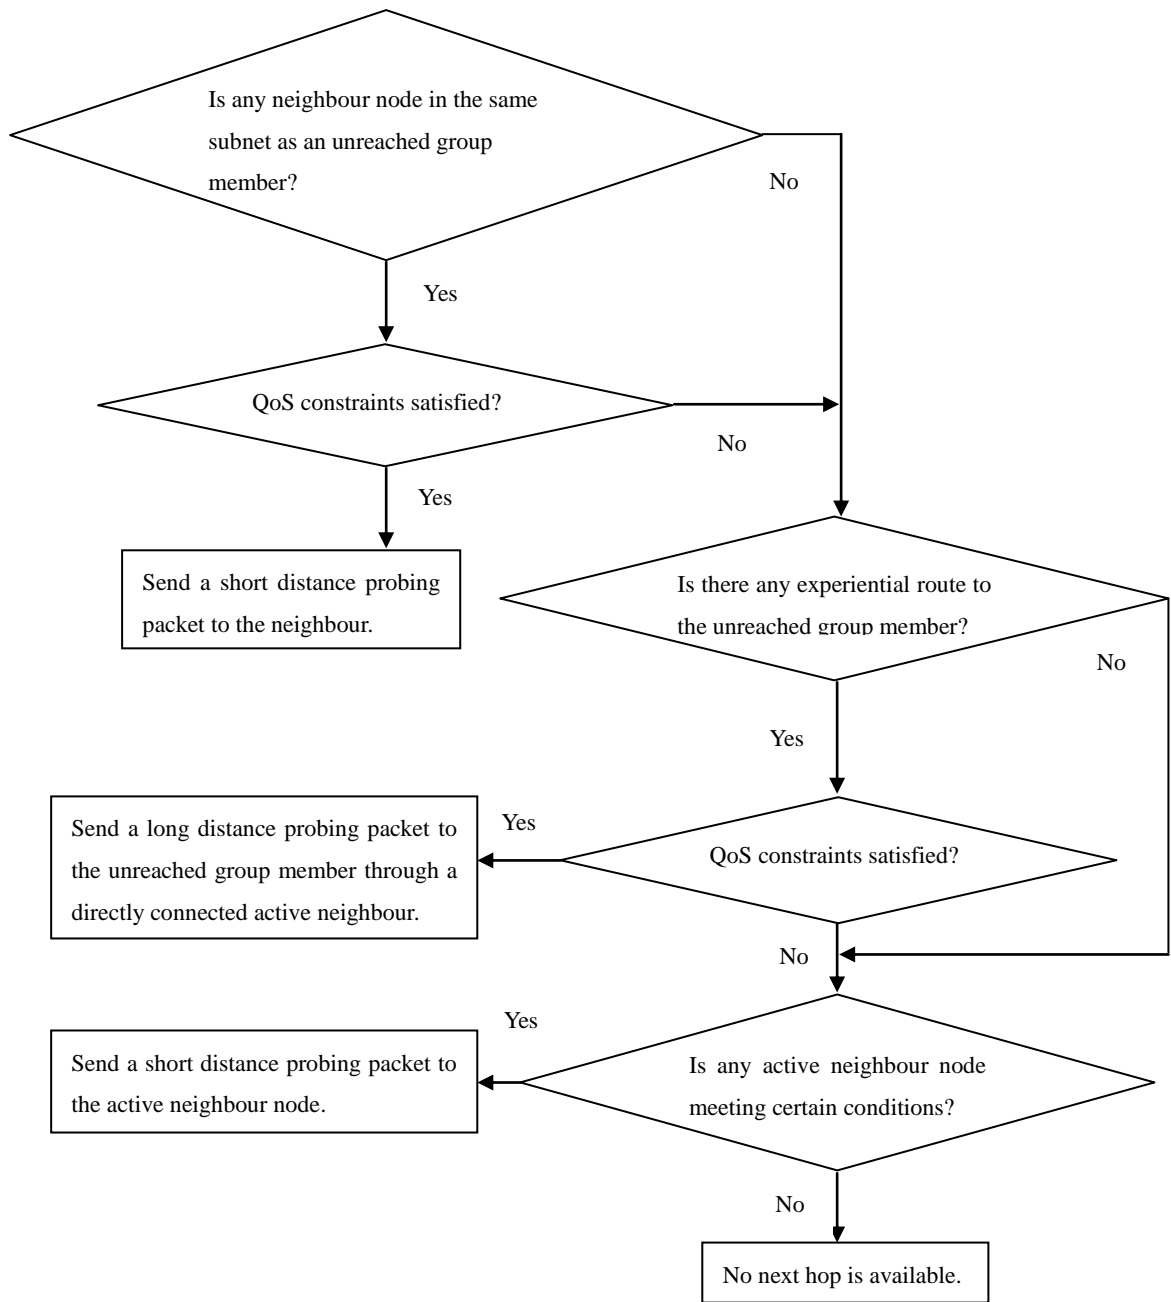 Is any neighbour node in the same
subnet as an unreached group
member?
No
Yes
QoS constraints satisfied?
No
Yes
Send a short distance probing
packet to the neighbour.
Is there any experiential route to
the unreached group member?
No
Yes
Send a long distance probing packet to
the unreached group member through a
directly connected active neighbour.
Yes
QoS constraints satisfied?
No
Yes
Send a short distance probing packet to
the active neighbour node.
Is any active neighbour node
meeting certain conditions?
No
No next hop is available.